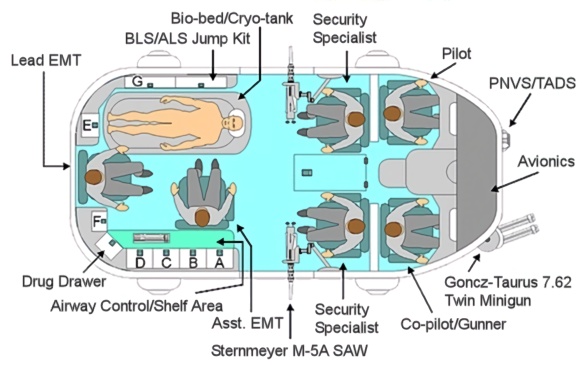 Bio-bed/Cryo-tank
BLS/ALS Jump Kit
Security
Specialist
Lead EMT
Pilot
PNVS/TADS
G
E
Avionics
F
D C B A
Drug Drawer
Airway Control/Shelf Area
Asst. EMT
Sternmeyer M-5A SAW
Security
Specialist
Co-pilot/Gunner
Goncz-Taurus 7.62
Twin Minigun